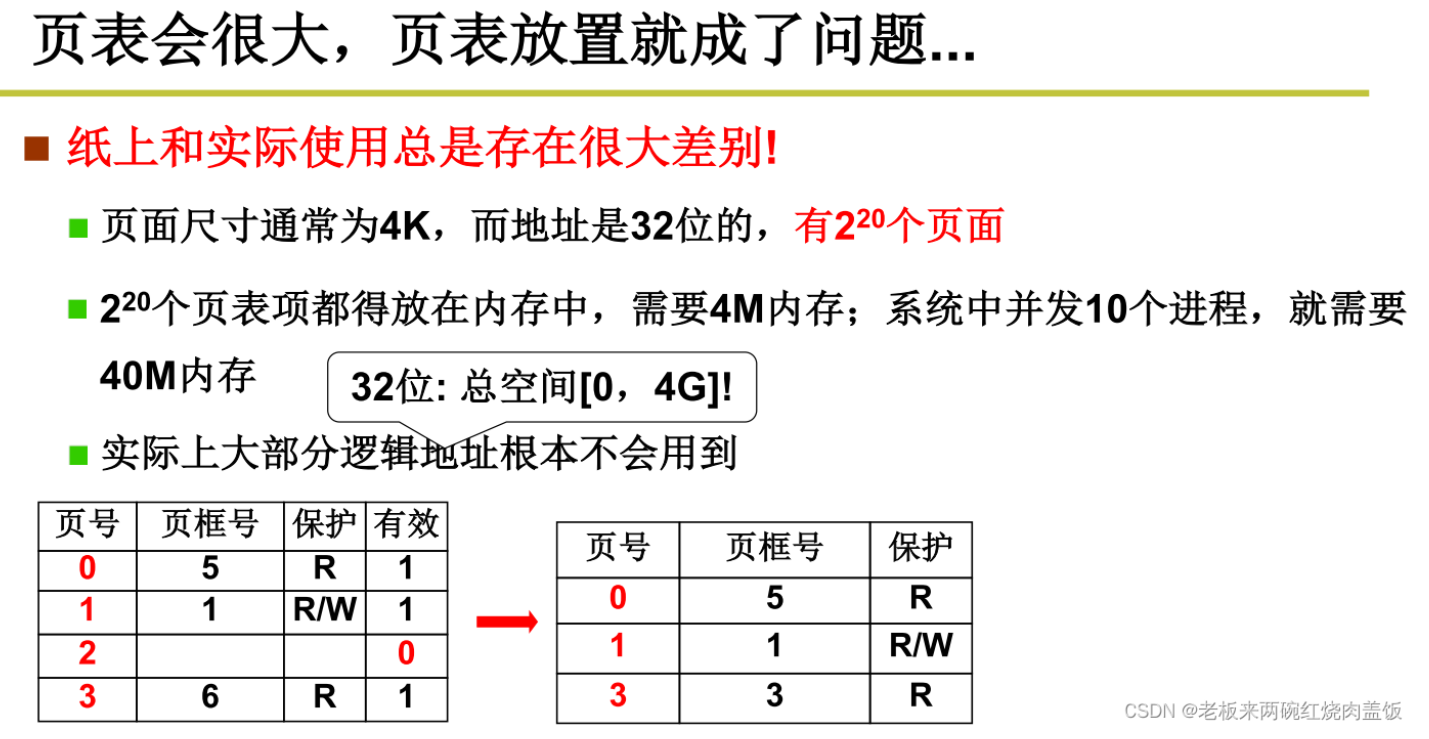 页表会很大，页表放置就成了问题...
纸上和实际使用总是存在很大差别!
页面尺寸通常为4K，而地址是32位的，有2²⁰个页面
2²⁰个页表项都得放在内存中，需要4M内存；系统中并发10个进程，就需要
40M内存
32位: 总空间[0，4G]!
实际上大部分逻辑地址根本不会用到
页号 页框号 保护 有效
0 5 R 1
1 1 R/W 1
2 0
3 6 R 1
页号 页框号 保护
0 5 R
1 1 R/W
3 3 R
CSDN @老板来两碗红烧肉盖饭